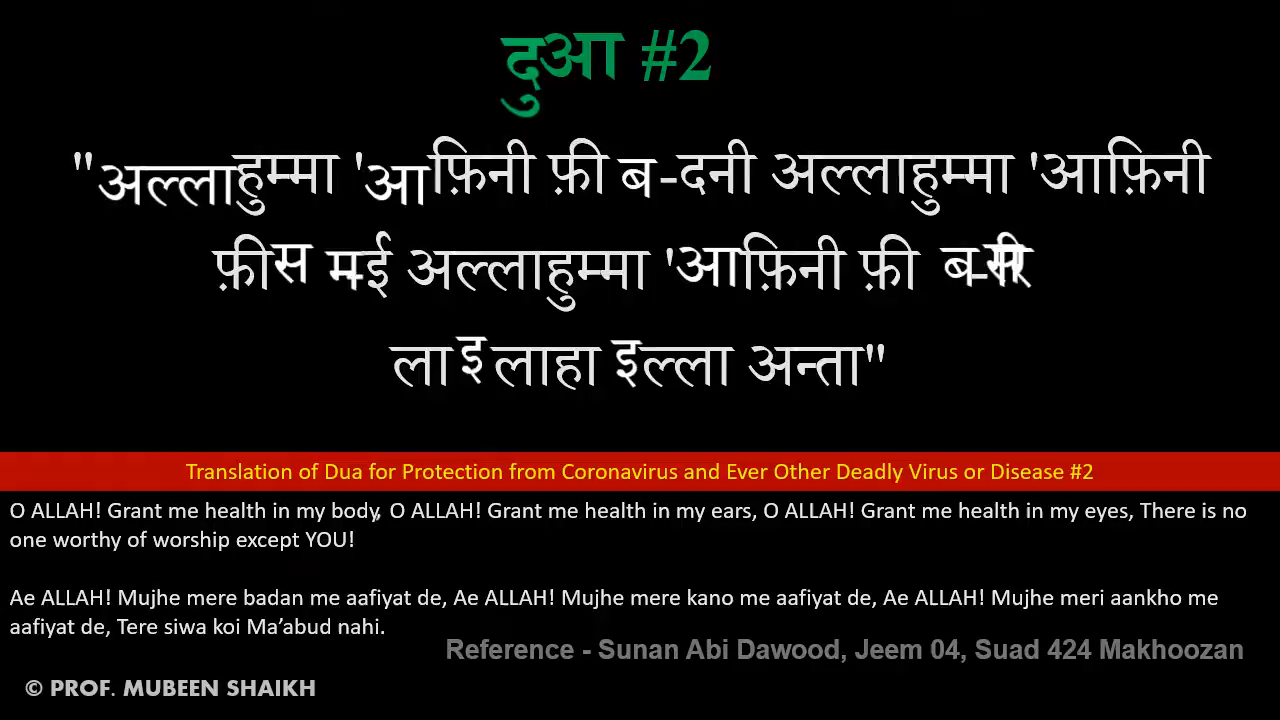 दुआ #2
"अल्लाहुम्मा 'आफ़िनी फ़ी ब-दनी अल्लाहुम्मा 'आफ़िनी
फ़ी स मई अल्लाहुम्मा 'आफ़िनी फ़ी
ला इलाहा इल्ला अन्ता"
Translation of Dua for Protection from Coronavirus and Ever Other Deadly Virus or Disease #2
O ALLAH! Grant me health in my body, O ALLAH! Grant me health in my ears, O ALLAH! Grant me health in my eyes, There is no
one worthy of worship except YOU!
Ae ALLAH! Mujhe mere badan me aafiyat de, Ae ALLAH! Mujhe mere kano me aafiyat de, Ae ALLAH! Mujhe meri aankho me
aafiyat de, Tere siwa koi Ma’abud nahi.
Reference - Sunan Abi Dawood, Jeem 04, Suad 424 Makhoozan
© PROF. MUBEEN SHAIKH